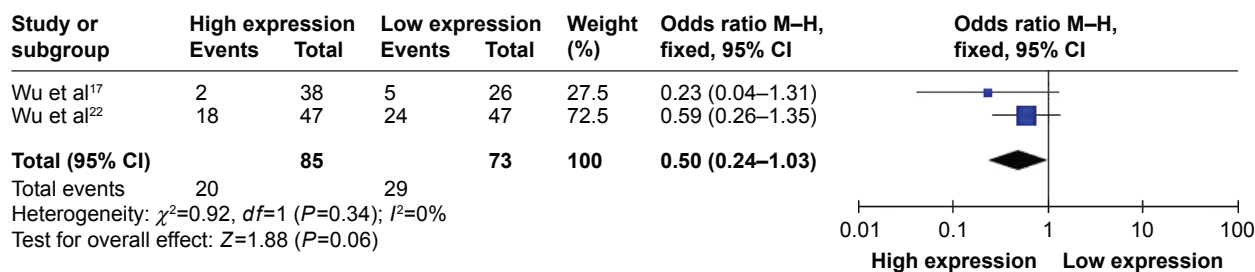 Study or subgroup High expression Low expression Weight (%) Odds ratio M–H, fixed, 95% CI Odds ratio M–H, fixed, 95% CI
Events Total Events Total
Wu et al¹⁷ 2 38 5 26 27.5 0.23 (0.04–1.31)
Wu et al²² 18 47 24 47 72.5 0.59 (0.26–1.35)
Total (95% CI) 85 73 100 0.50 (0.24–1.03)
Total events 20 29
Heterogeneity: χ²=0.92, df=1 (P=0.34); I²=0%
Test for overall effect: Z=1.88 (P=0.06)
0.01 0.1 1 10 100
High expression Low expression